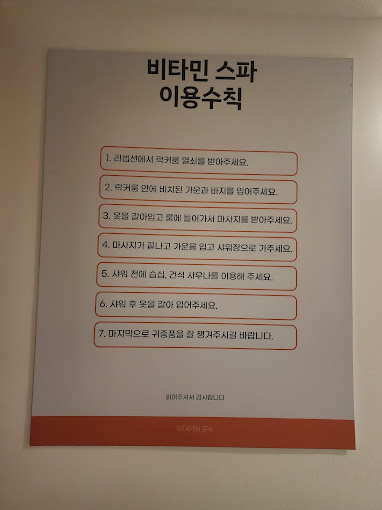 비타민 스파
이용수칙
1. 리셉션에서 락커룸 열쇠를 받아주세요.
2. 락커룸 안에 비치된 가운과 바지를 입어주세요.
3. 옷을 갈아입고 룸에 들어가서 마사지를 받아주세요.
4. 마사지가 끝나고 가운을 입고 샤워장으로 가주세요.
5. 샤워 전에 습식, 건식 사우나를 이용해 주세요.
6. 샤워 후 옷을 갈아 입어주세요.
7. 마지막으로 귀중품을 잘 챙겨주시길 바랍니다.
읽어주셔서 감사합니다
VITAMIN SPA